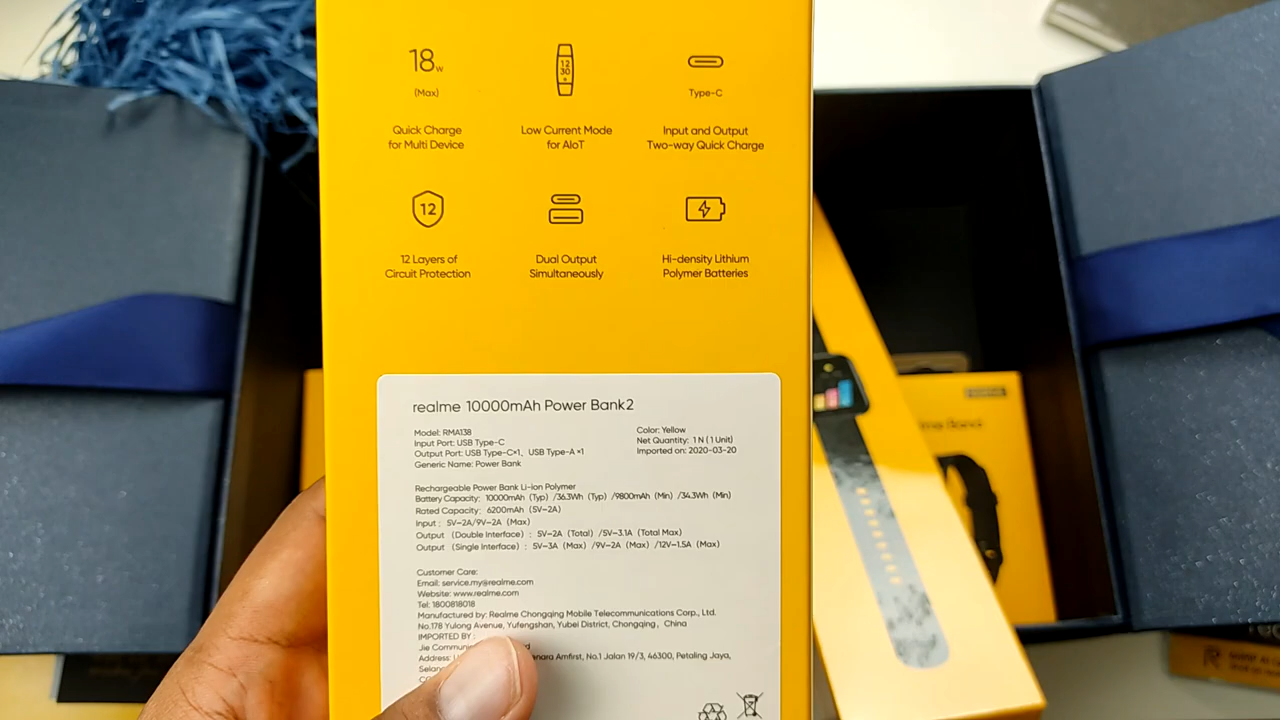 18w
(Max)
Quick Charge
for Multi Device
12
30
Low Current Mode
for AIoT
Type-C
Input and Output
Two-way Quick Charge
12
12 Layers of
Circuit Protection
Dual Output
Simultaneously
Hi-density Lithium
Polymer Batteries
realme 10000mAh Power Bank2
Model: RMA138
Input Port: USB Type-C
Output Port: USB Type-C×1、USB Type-A ×1
Generic Name: Power Bank
Color: Yellow
Net Quantity: 1 N ( 1 Unit)
Imported on: 2020-03-20
Rechargeable Power Bank Li-ion Polymer
Battery Capacity: 10000mAh (Typ) /36.3Wh (Typ) /9800mAh (Min) /34.3Wh (Min)
Rated Capacity: 6200mAh (5V⎓2A)
Input : 5V⎓2A/9V⎓2A (Max)
Output (Double Interface) : 5V⎓2A (Total) /5V⎓3.1A (Total Max)
Output (Single Interface) : 5V⎓3A (Max) /9V⎓2A (Max) /12V⎓1.5A (Max)
Customer Care:
Email: service.my@realme.com
Website: www.realme.com
Tel: 1800818018
Manufactured by: Realme Chongqing Mobile Telecommunications Corp., Ltd.
No.178 Yulong Avenue, Yufengshan, Yubei District, Chongqing, China
IMPORTED BY :
Jie
Address: Amfirst, No.1 Jalan 19/3, 46300, Petaling Jaya,
Band